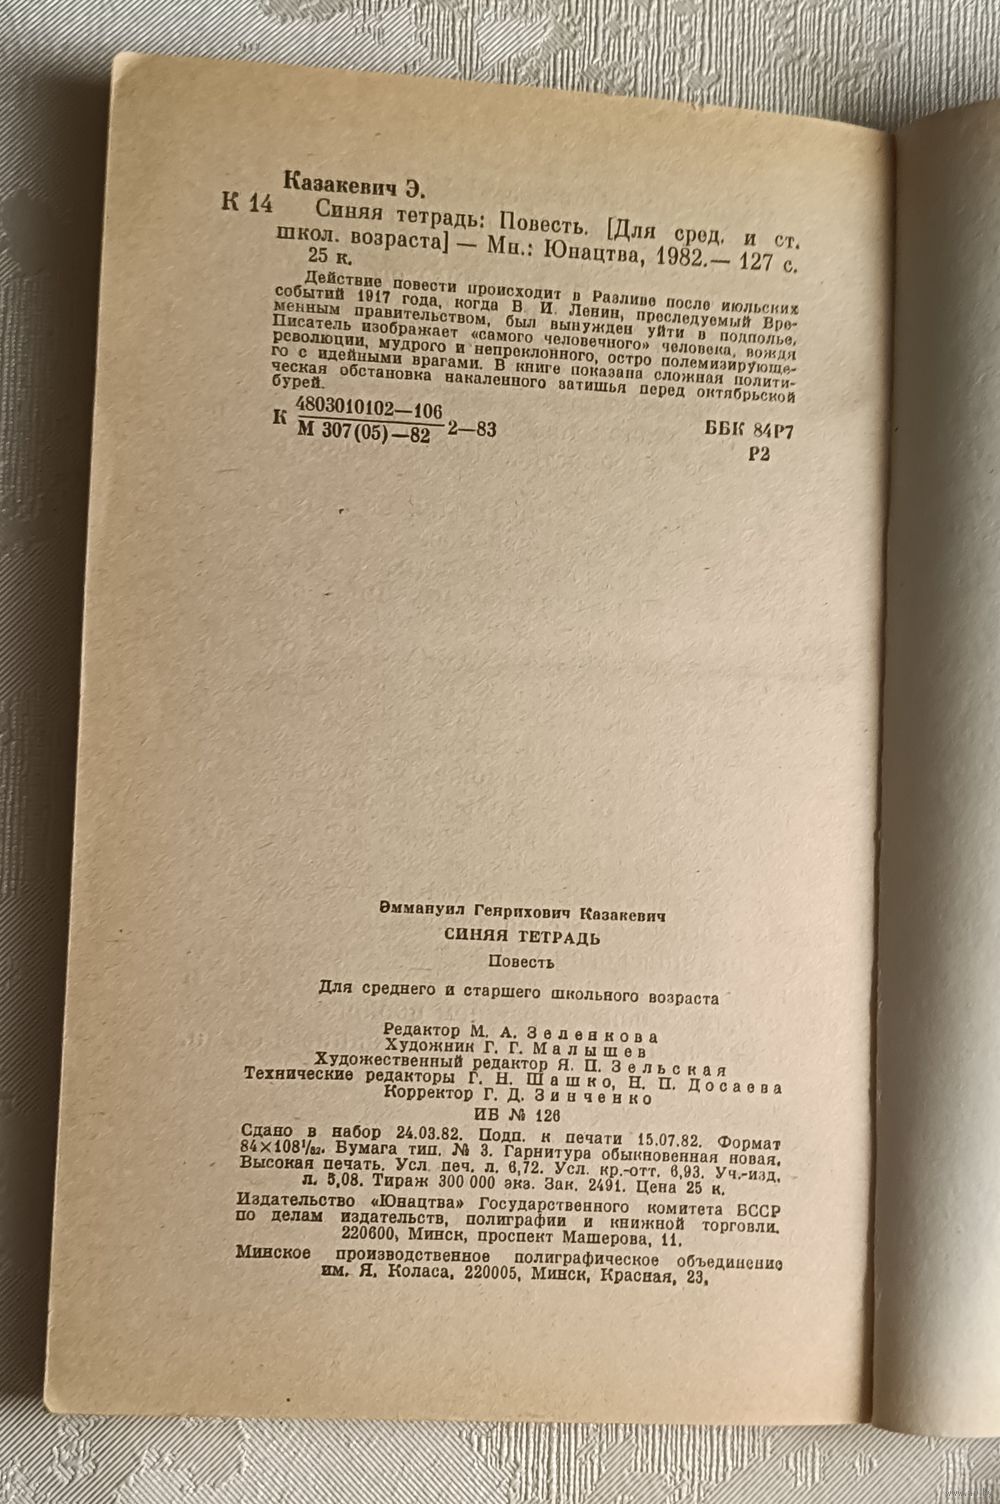 Казакевич Э.
К 14 Синяя тетрадь: Повесть. [Для сред. и ст.
школ. возраста] — Мн.: Юнацтва, 1982.— 127 с.
25 к.
Действие повести происходит в Разливе после июльских
событий 1917 года, когда В. И. Ленин, преследуемый Вре-
менным правительством, был вынужден уйти в подполье.
Писатель изображает «самого человечного» человека, вождя
революции, мудрого и непреклонного, остро полемизирующе-
го с идейными врагами. В книге показана сложная полити-
ческая обстановка накаленного затишья перед октябрьской
бурей.
4803010102—106
К 2—83
М 307(05)—82
ББК 84Р7
Р2
Эммануил Генрихович Казакевич
СИНЯЯ ТЕТРАДЬ
Повесть
Для среднего и старшего школьного возраста
Редактор М. А. Зеленкова
Художник Г. Г. Малышев
Художественный редактор Я. П. Зельская
Технические редакторы Г. Н. Шашко, Н. П. Досаева
Корректор Г. Д. Зинченко
ИБ № 126
Сдано в набор 24.03.82. Подп. к печати 15.07.82. Формат
84×108¹/₃₂. Бумага тип. № 3. Гарнитура обыкновенная новая.
Высокая печать. Усл. печ. л. 6,72. Усл. кр.-отт. 6,93. Уч.-изд.
л. 5,08. Тираж 300 000 экз. Зак. 2491. Цена 25 к.
Издательство «Юнацтва» Государственного комитета БССР
по делам издательств, полиграфии и книжной торговли.
220600, Минск, проспект Машерова, 11.
Минское производственное полиграфическое объединение
им. Я. Коласа, 220005, Минск, Красная, 23.